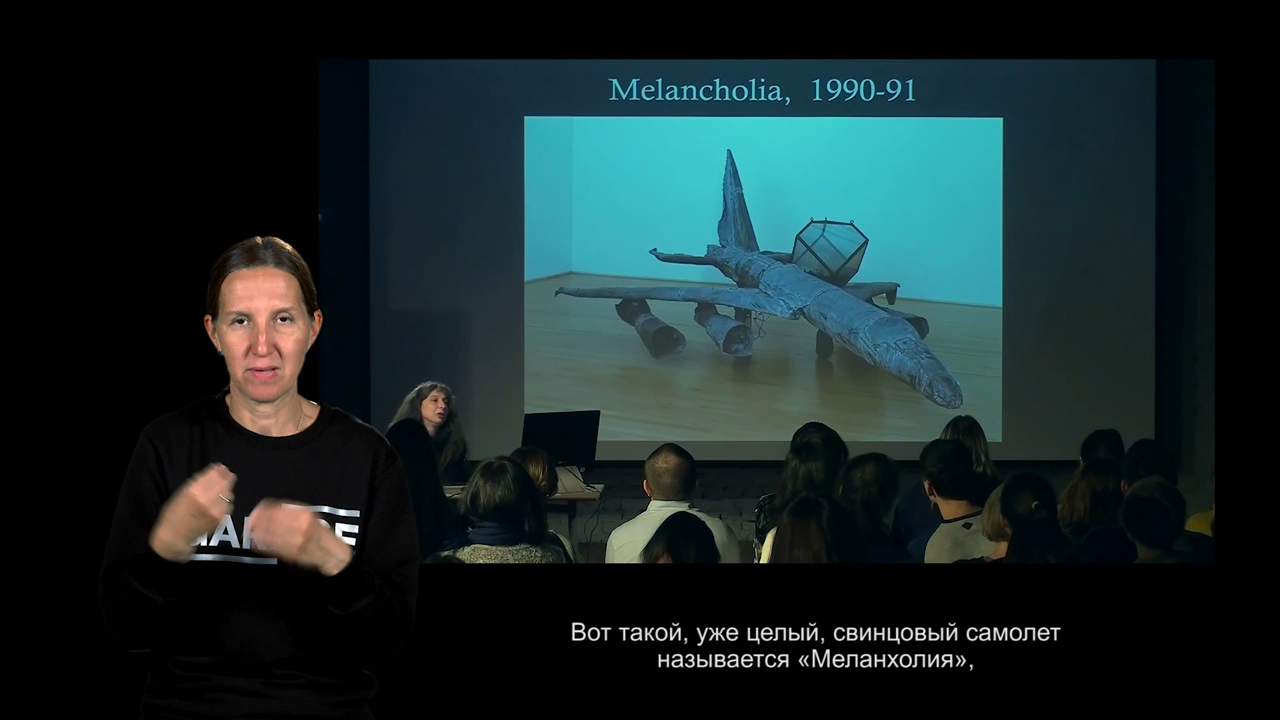 Melancholia, 1990-91
Вот такой, уже целый, свинцовый самолет
называется «Меланхолия»,